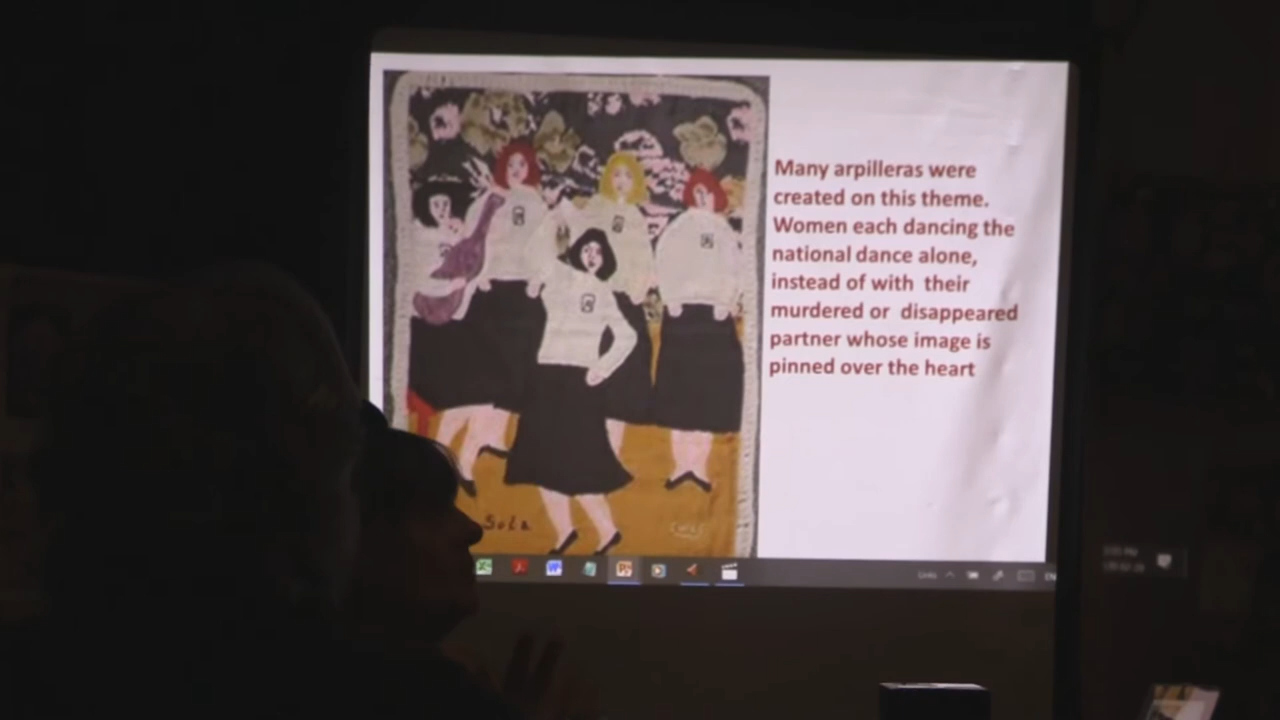 Many arpilleras were
created on this theme.
Women each dancing the
national dance alone,
instead of with their
murdered or disappeared
partner whose image is
pinned over the heart
Sola